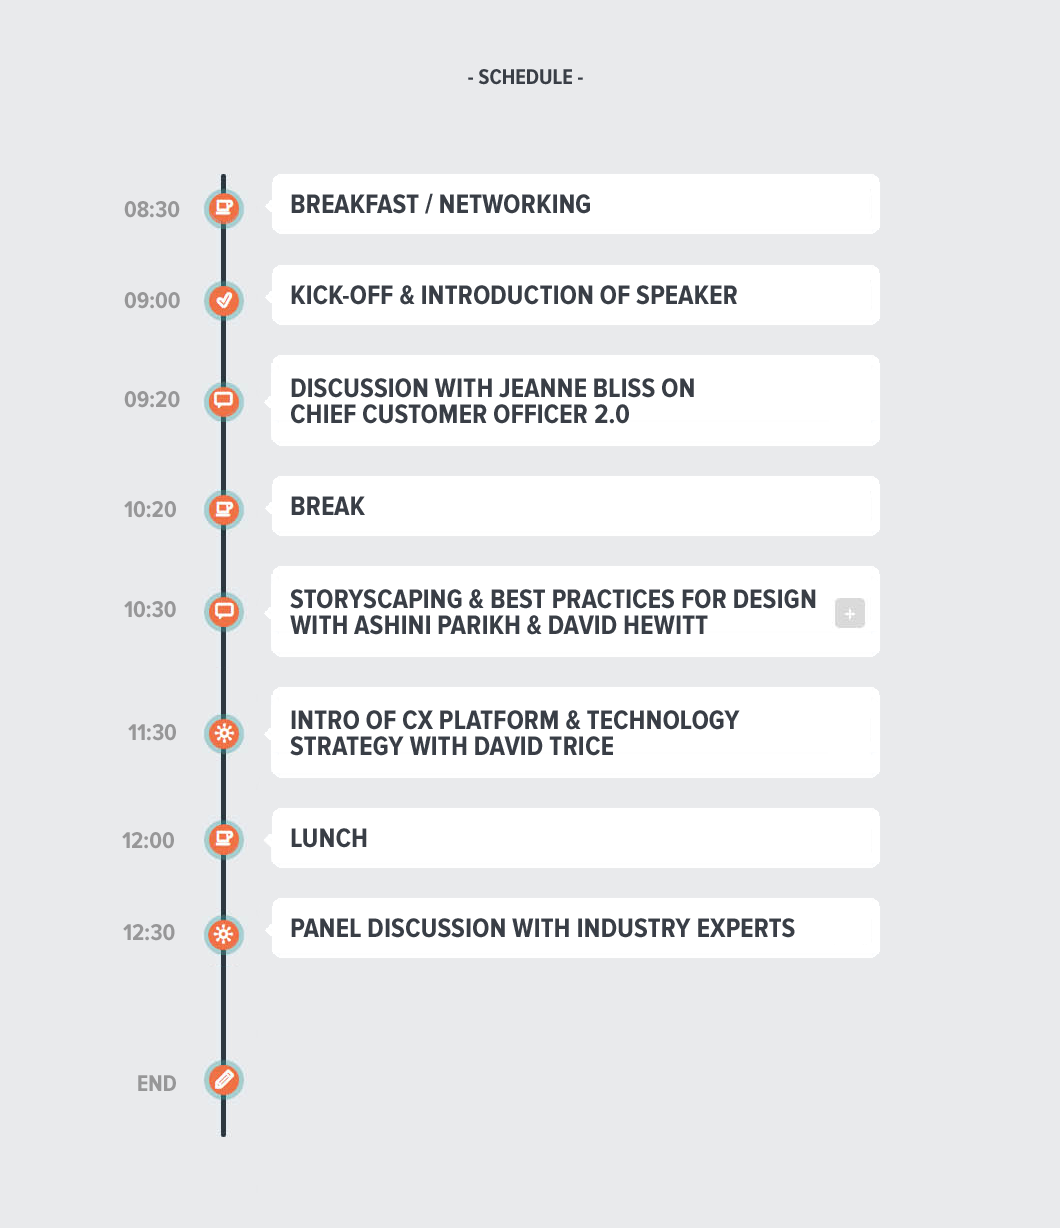 - SCHEDULE -
08:30
BREAKFAST / NETWORKING
09:00
KICK-OFF & INTRODUCTION OF SPEAKER
09:20
DISCUSSION WITH JEANNE BLISS ON
CHIEF CUSTOMER OFFICER 2.0
10:20
BREAK
10:30
STORYSCAPING & BEST PRACTICES FOR DESIGN
WITH ASHINI PARIKH & DAVID HEWITT
+
11:30
INTRO OF CX PLATFORM & TECHNOLOGY
STRATEGY WITH DAVID TRICE
12:00
LUNCH
12:30
PANEL DISCUSSION WITH INDUSTRY EXPERTS
END